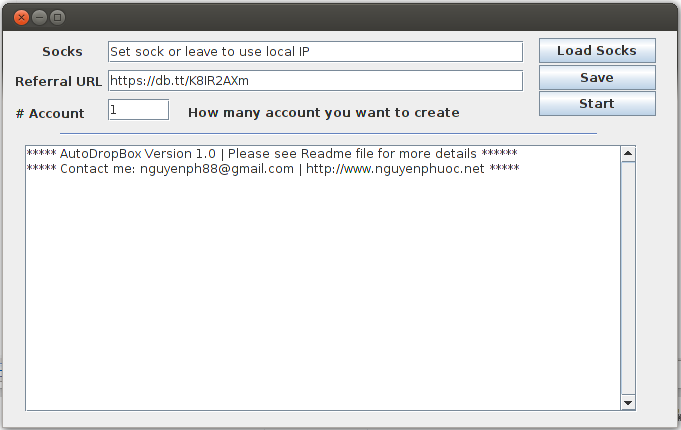 Socks
Set sock or leave to use local IP
Load Socks
Referral URL
https://db.tt/K8IR2AXm
Save
# Account
1
How many account you want to create
Start
***** AutoDropBox Version 1.0 | Please see Readme file for more details ******
***** Contact me: nguyenph88@gmail.com | http://www.nguyenphuoc.net *****